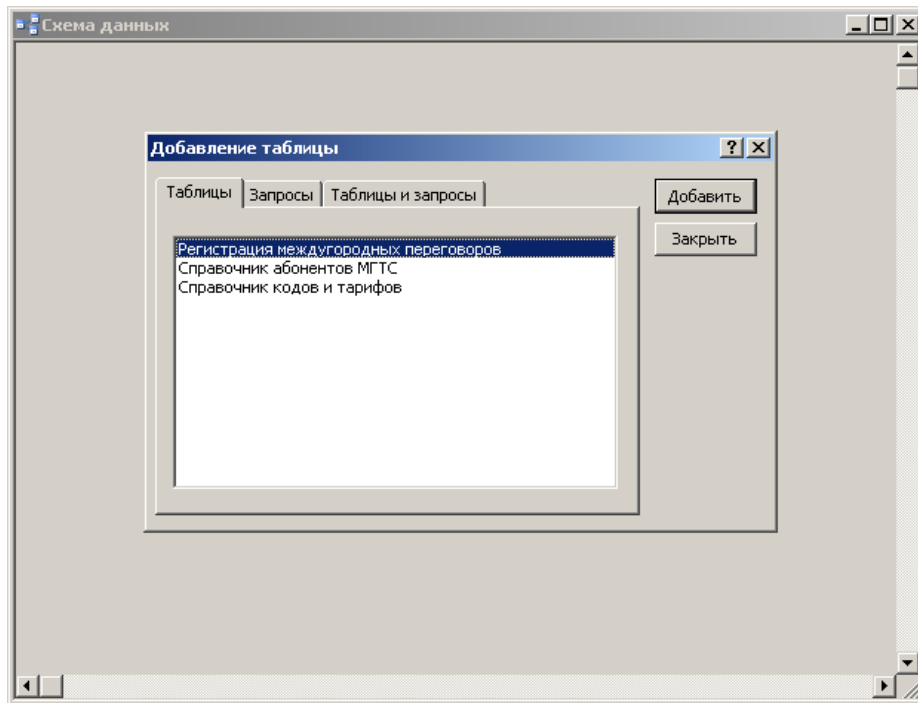 Схема данных
Добавление таблицы
Таблицы Запросы Таблицы и запросы
Добавить
Закрыть
Регистрация междугородных переговоров
Справочник абонентов МГТС
Справочник кодов и тарифов